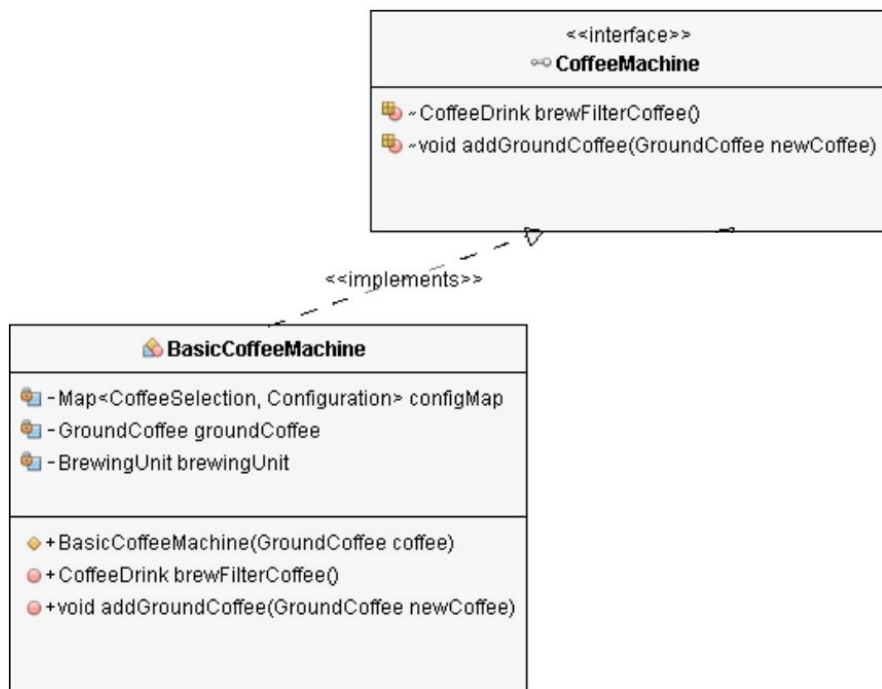 <<interface>>
CoffeeMachine
~CoffeeDrink brewFilterCoffee()
~void addGroundCoffee(GroundCoffee newCoffee)
<<implements>>
BasicCoffeeMachine
-Map<CoffeeSelection, Configuration> configMap
-GroundCoffee groundCoffee
-BrewingUnit brewingUnit
+BasicCoffeeMachine(GroundCoffee coffee)
+CoffeeDrink brewFilterCoffee()
+void addGroundCoffee(GroundCoffee newCoffee)